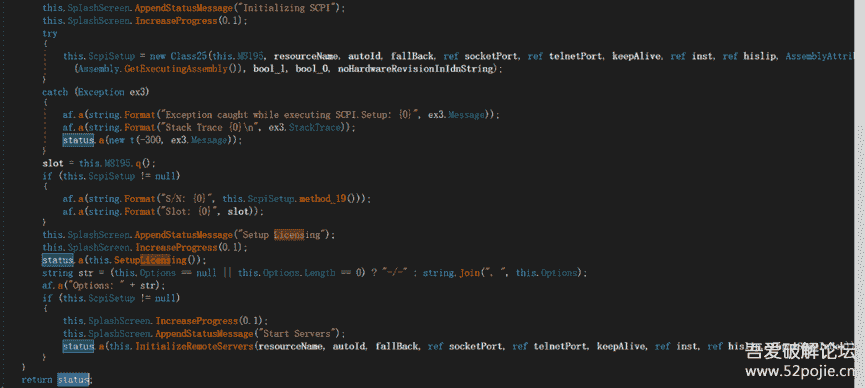 this.SplashScreen.AppendStatusMessage("Initializing SCPI");
this.SplashScreen.IncreaseProgress(0.1);
try
{
this.ScpiSetup = new Class25(this.M8195, resourceName, autoId, fallBack, ref socketPort, ref telnetPort, keepAlive, ref inst, ref hislip, AssemblyAttrib
(Assembly.GetExecutingAssembly()), bool_1, bool_0, noHardwareRevisionInIdnString);
}
catch (Exception ex3)
{
af.a(string.Format("Exception caught while executing SCPI.Setup: {0}", ex3.Message));
af.a(string.Format("Stack Trace {0}\n", ex3.StackTrace));
status.a(new t(-300, ex3.Message));
}
slot = this.M8195.q();
if (this.ScpiSetup != null)
{
af.a(string.Format("S/N: {0}", this.ScpiSetup.method_19()));
af.a(string.Format("Slot: {0}", slot));
}
this.SplashScreen.AppendStatusMessage("Setup Licensing");
this.SplashScreen.IncreaseProgress(0.1);
status.a(this.SetupLicensing());
string str = (this.Options == null || this.Options.Length == 0) ? "-/-" : string.Join(", ", this.Options);
af.a("Options: " + str);
if (this.ScpiSetup != null)
{
this.SplashScreen.IncreaseProgress(0.1);
this.SplashScreen.AppendStatusMessage("Start Servers");
status.a(this.InitializeRemoteServers(resourceName, autoId, fallBack, ref socketPort, ref telnetPort, keepAlive, ref inst, ref hislip,
}
}
return status;
吾爱破解论坛
www.52pojie.cn